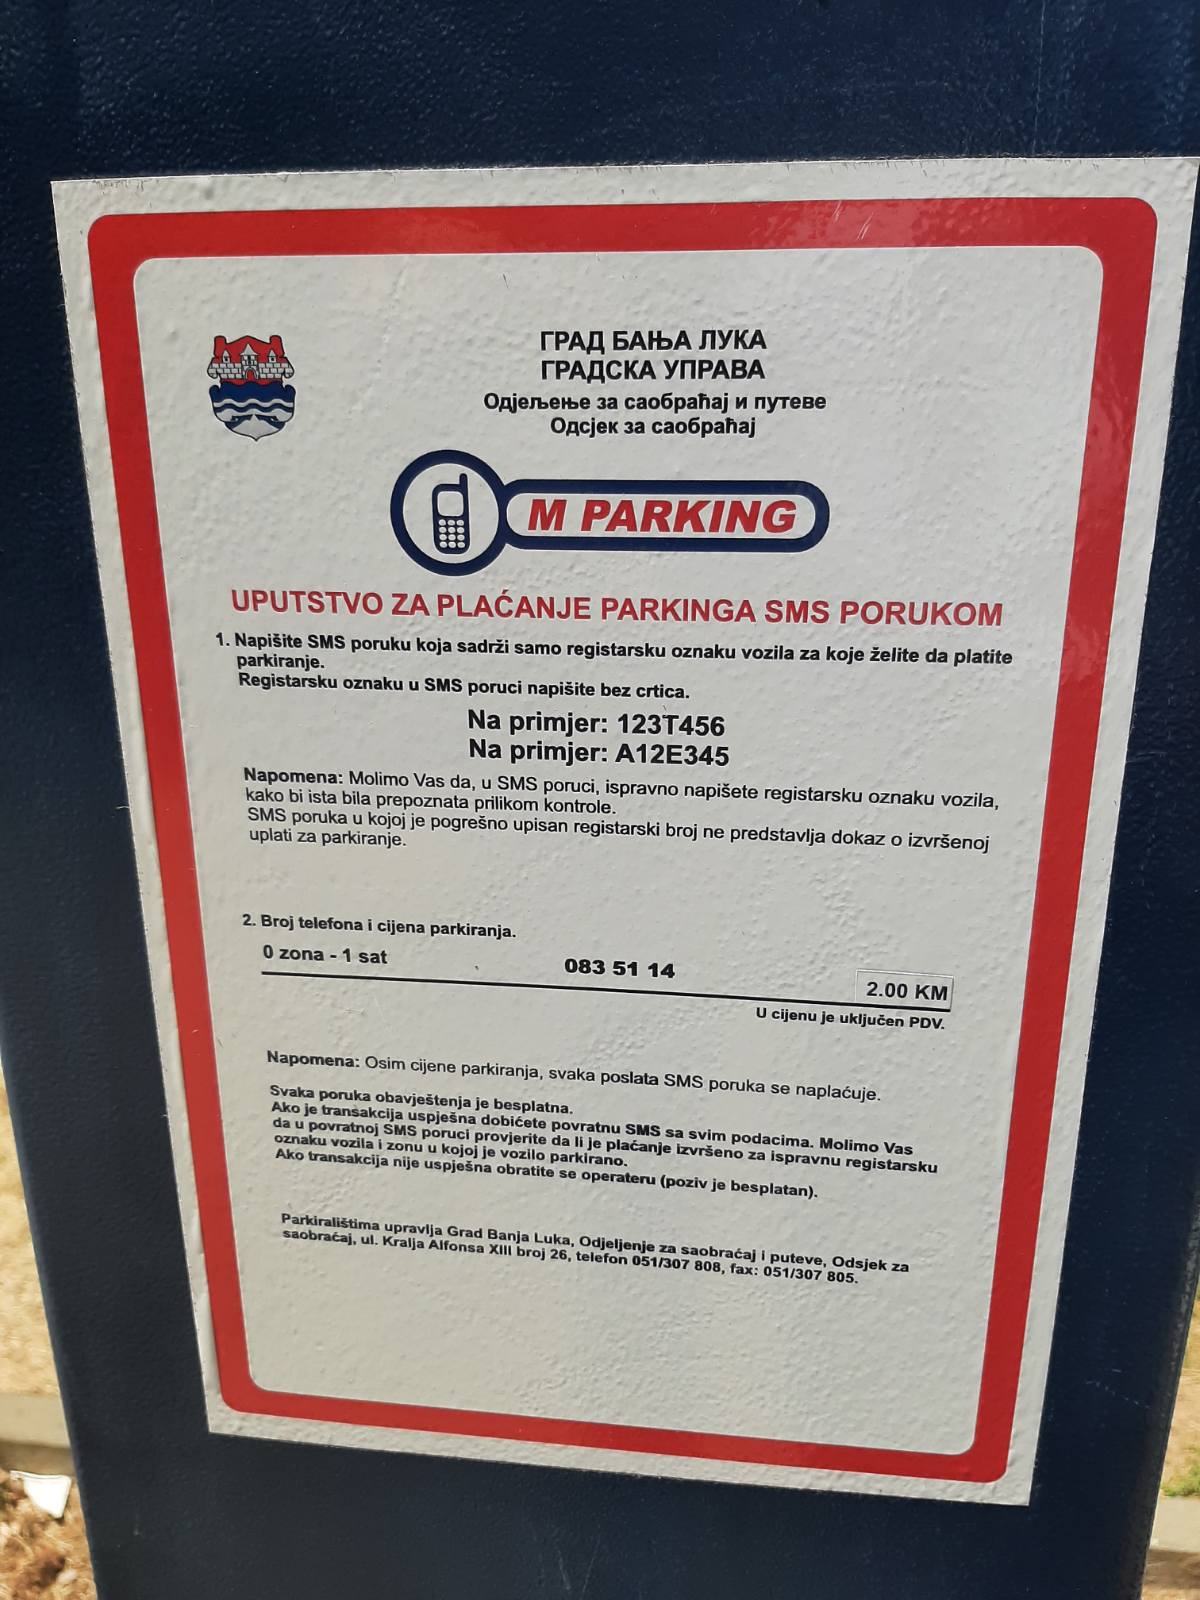 ГРАД БАЊА ЛУКА
ГРАДСКА УПРАВА
Одјељење за саобраћај и путеве
Одсјек за саобраћај
M PARKING
UPUTSTVO ZA PLAĆANJE PARKINGA SMS PORUKOM
1. Napišite SMS poruku koja sadrži samo registarsku oznaku vozila za koje želite da platite
parkiranje.
Registarsku oznaku u SMS poruci napišite bez crtica.
Na primjer: 123T456
Na primjer: A12E345
Napomena: Molimo Vas da, u SMS poruci, ispravno napišete registarsku oznaku vozila,
kako bi ista bila prepoznata prilikom kontrole.
SMS poruka u kojoj je pogrešno upisan registarski broj ne predstavlja dokaz o izvršenoj
uplati za parkiranje.
2. Broj telefona i cijena parkiranja.
0 zona - 1 sat 083 51 14 2.00 KM
U cijenu je uključen PDV.
Napomena: Osim cijene parkiranja, svaka poslata SMS poruka se naplaćuje.
Svaka poruka obavještenja je besplatna.
Ako je transakcija uspješna dobićete povratnu SMS sa svim podacima. Molimo Vas
da u povratnoj SMS poruci provjerite da li je plaćanje izvršeno za ispravnu registarsku
oznaku vozila i zonu u kojoj je vozilo parkirano.
Ako transakcija nije uspješna obratite se operateru (poziv je besplatan).
Parkiralištima upravlja Grad Banja Luka, Odjeljenje za saobraćaj i puteve, Odsjek za
saobraćaj, ul. Kralja Alfonsa XIII broj 26, telefon 051/307 808, fax: 051/307 805.